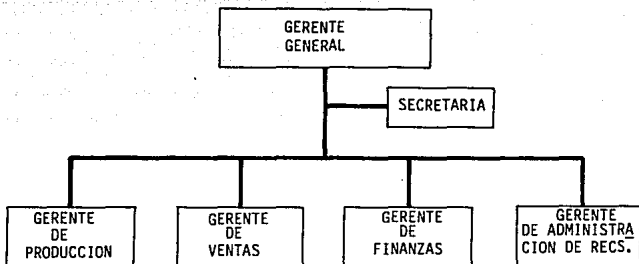 GERENTE
GENERAL
SECRETARIA
GERENTE
DE
PRODUCCION
GERENTE
DE
VENTAS
GERENTE
DE
FINANZAS
GERENTE
DE ADMINISTRA
CION DE RECS.